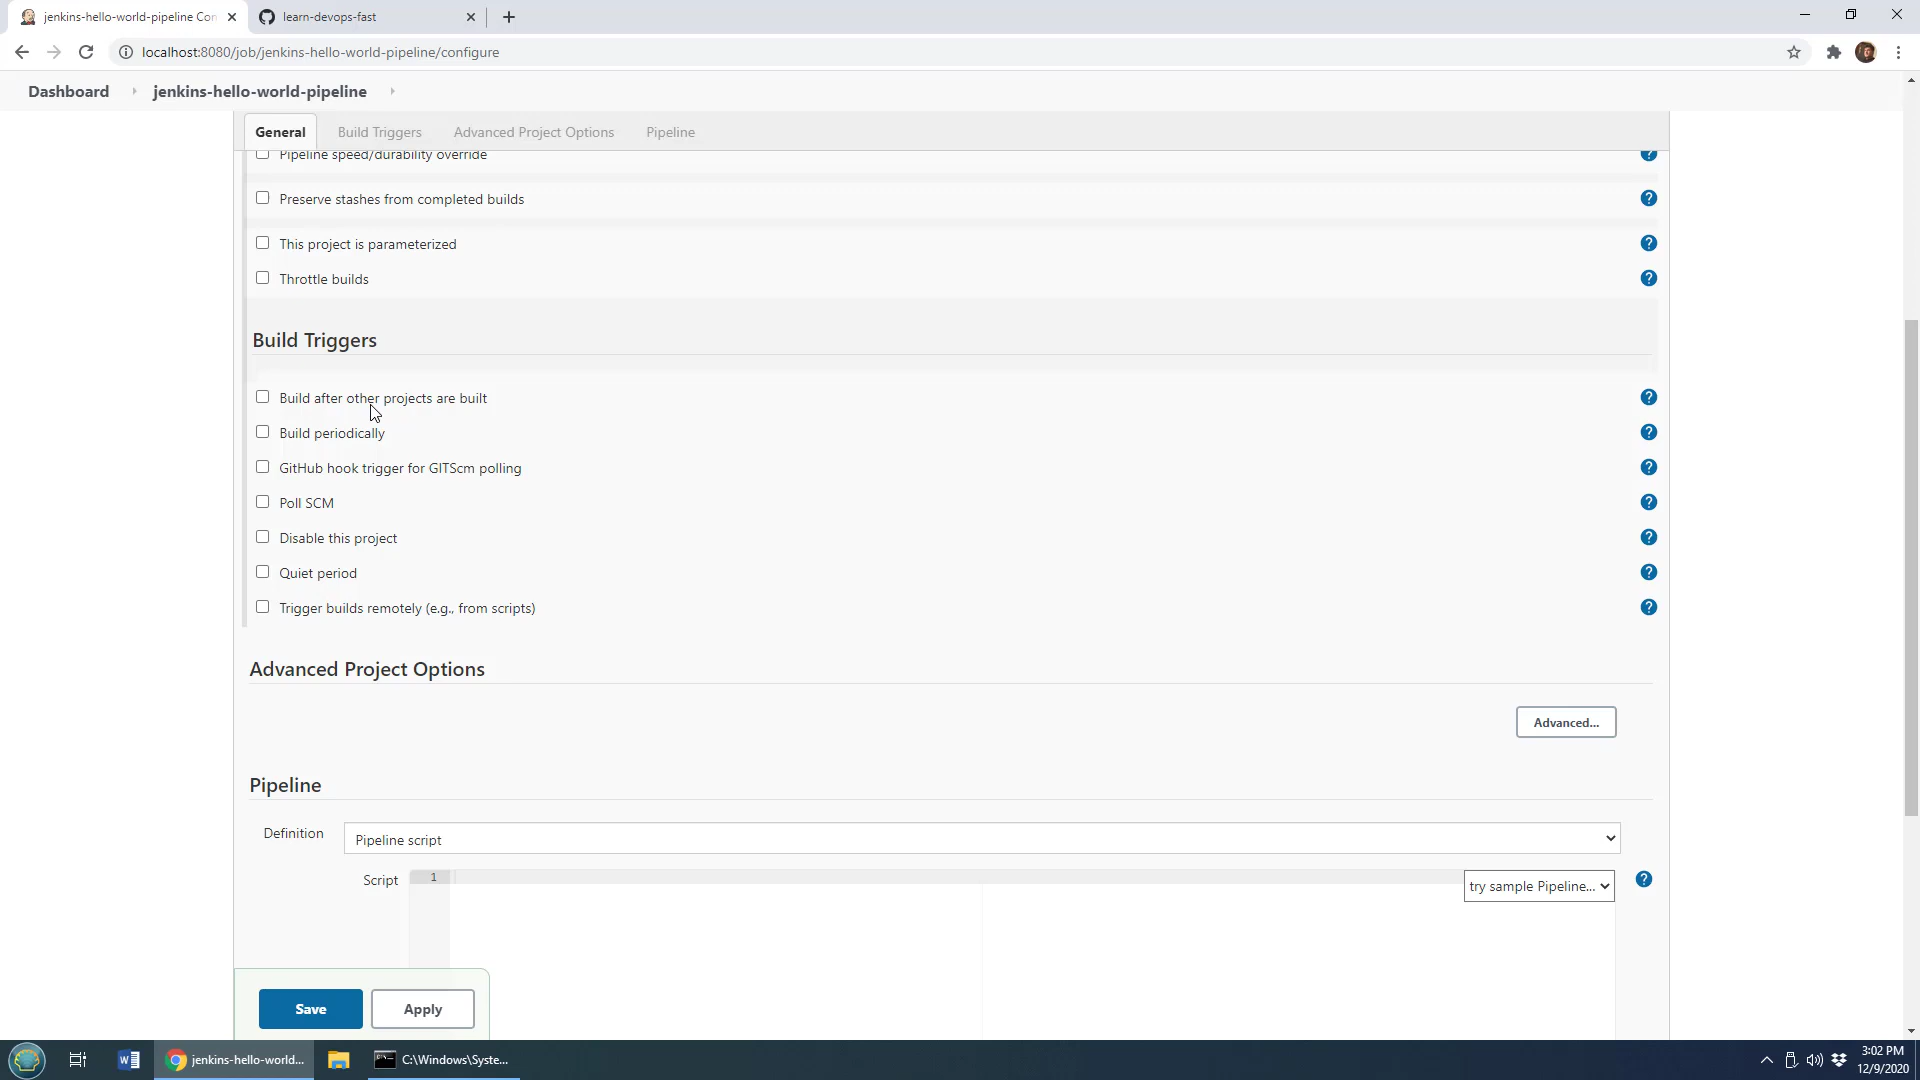 jenkins-hello-world-pipeline Con
learn-devops-fast
localhost:8080/job/jenkins-hello-world-pipeline/configure
Dashboard
jenkins-hello-world-pipeline
General
Build Triggers
Advanced Project Options
Pipeline
Pipeline speed/durability override
?
Preserve stashes from completed builds
?
This project is parameterized
?
Throttle builds
?
Build Triggers
Build after other projects are built
?
Build periodically
?
GitHub hook trigger for GITScm polling
?
Poll SCM
?
Disable this project
?
Quiet period
?
Trigger builds remotely (e.g., from scripts)
?
Advanced Project Options
Advanced...
Pipeline
Definition
Pipeline script
Script
1
try sample Pipeline...
?
Save
Apply
jenkins-hello-world...
C:\Windows\Syste...
3:02 PM
12/9/2020